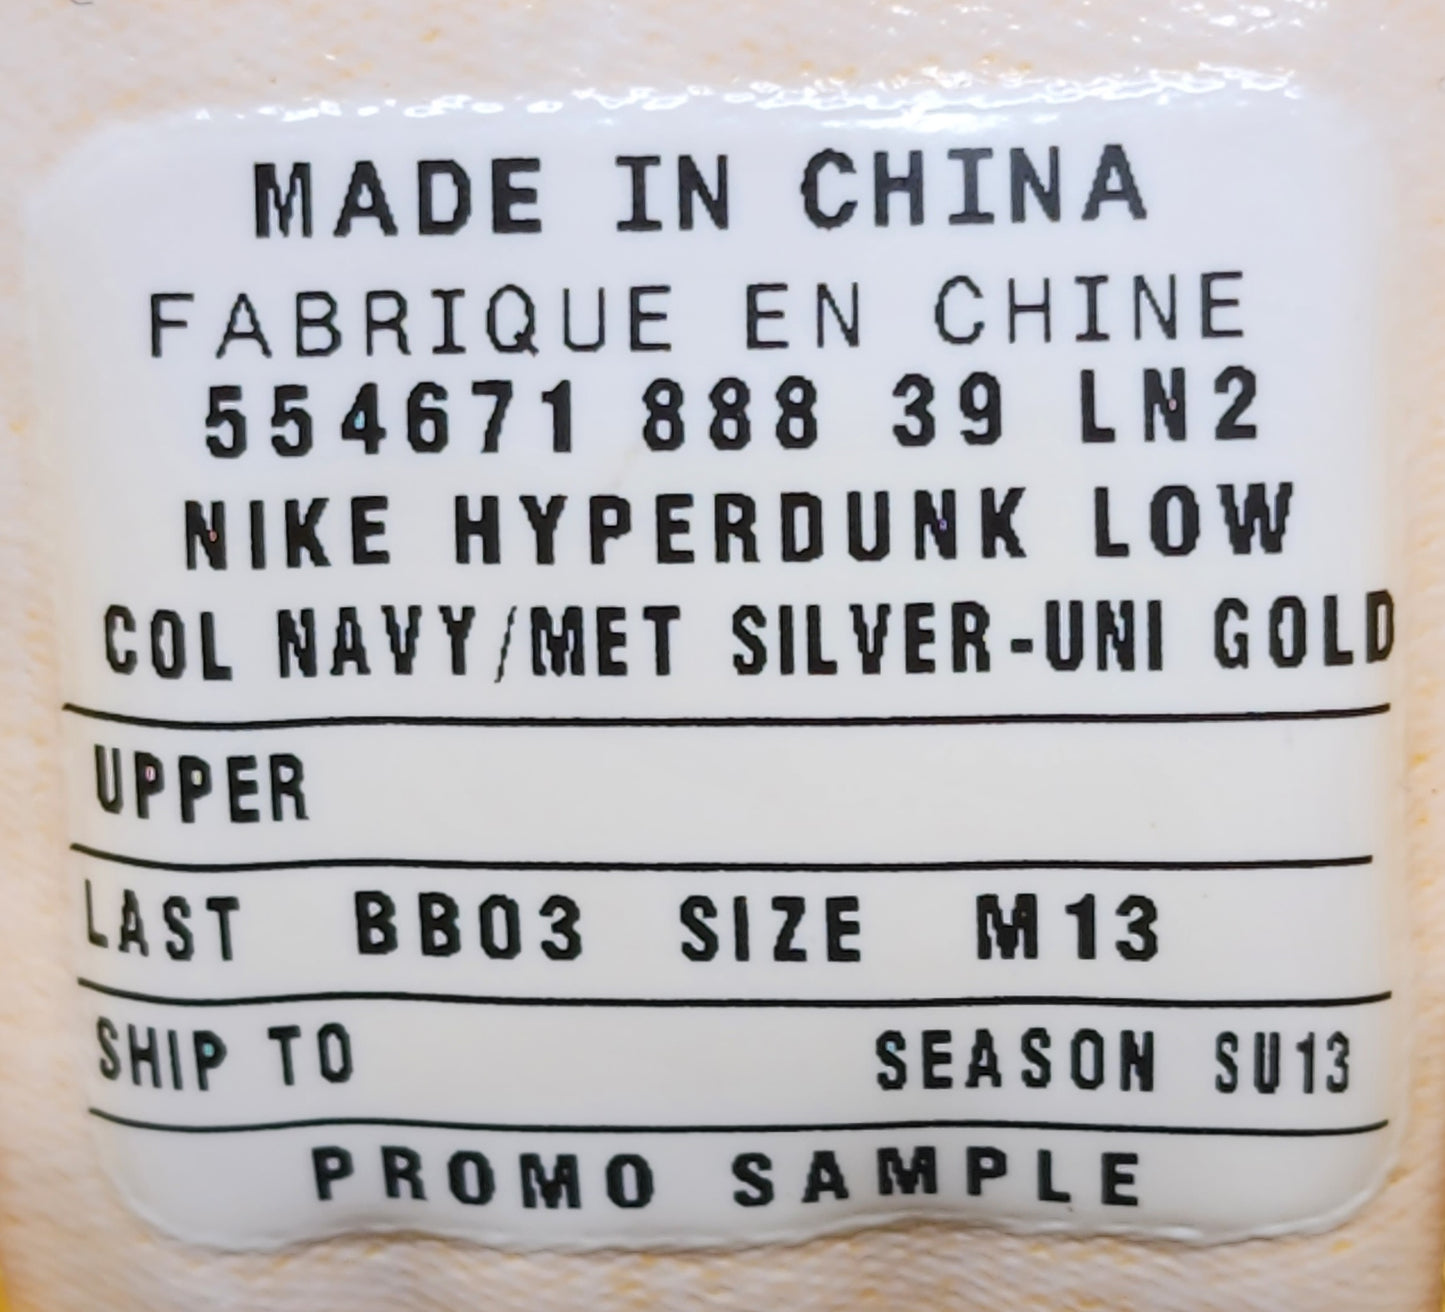 MADE IN CHINA
FABRIQUE EN CHINE
554671 888 39 LN2
NIKE HYPERDUNK LOW
COL NAVY/MET SILVER-UNI GOLD
UPPER
LAST BB03 SIZE M13
SHIP TO SEASON SU13
PROMO SAMPLE